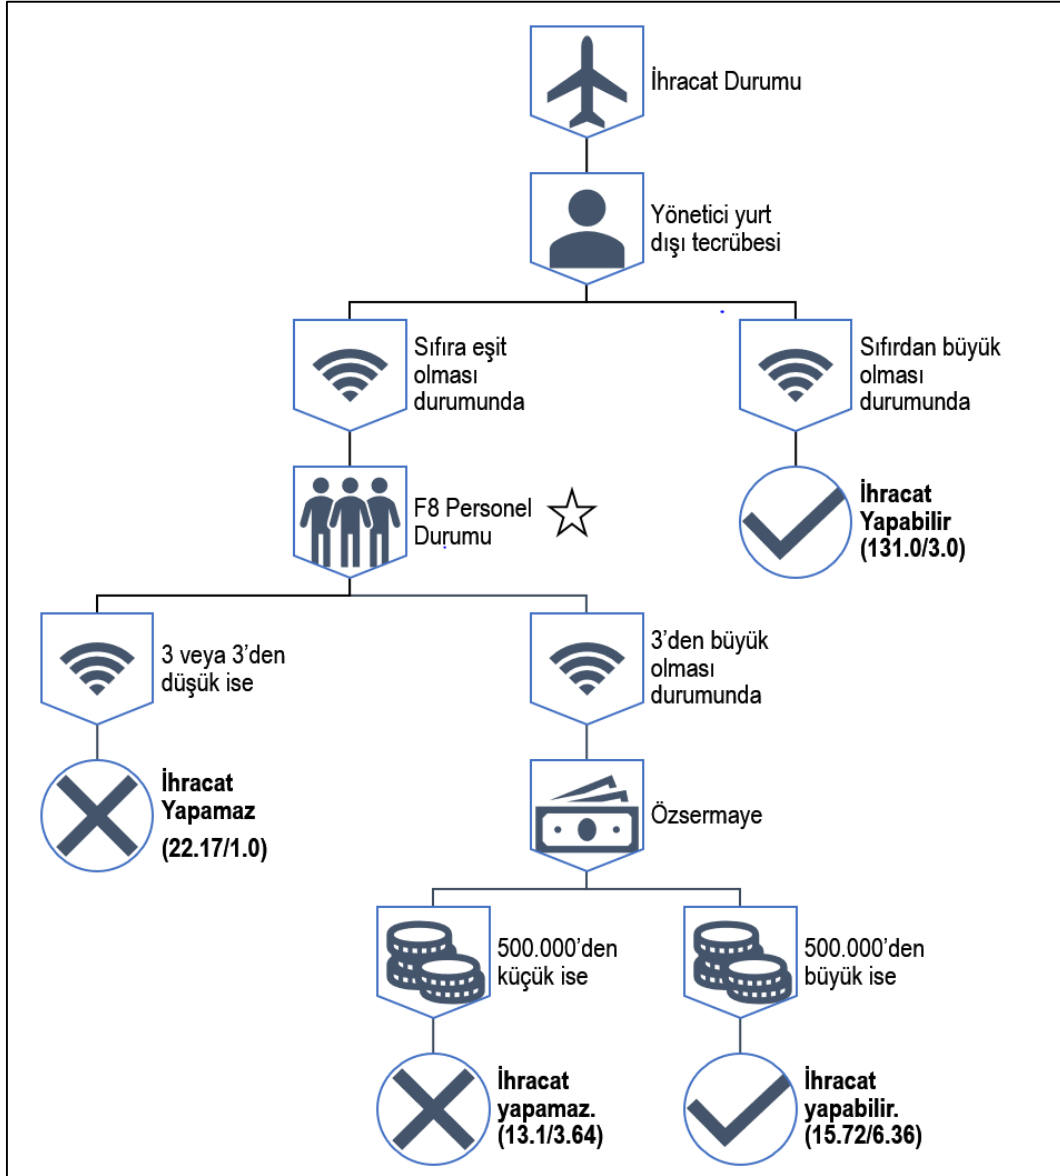 İhracat Durumu
Yönetici yurt
dışı tecrübesi
Sıfıra eşit
olması
durumunda
Sıfırdan büyük
olması
durumunda
F8 Personel
Durumu
İhracat
Yapabilir
(131.0/3.0)
3 veya 3’den
düşük ise
3’den büyük
olması
durumunda
İhracat
Yapamaz
(22.17/1.0)
Özsermaye
500.000’den
küçük ise
500.000’den
büyük ise
İhracat
yapamaz.
(13.1/3.64)
İhracat
yapabilir.
(15.72/6.36)